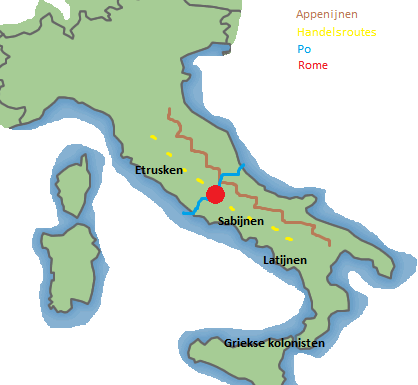 Appenijnen
Handelsroutes
Po
Rome
Etrusken
Sabijnen
Latijnen
Griekse kolonisten